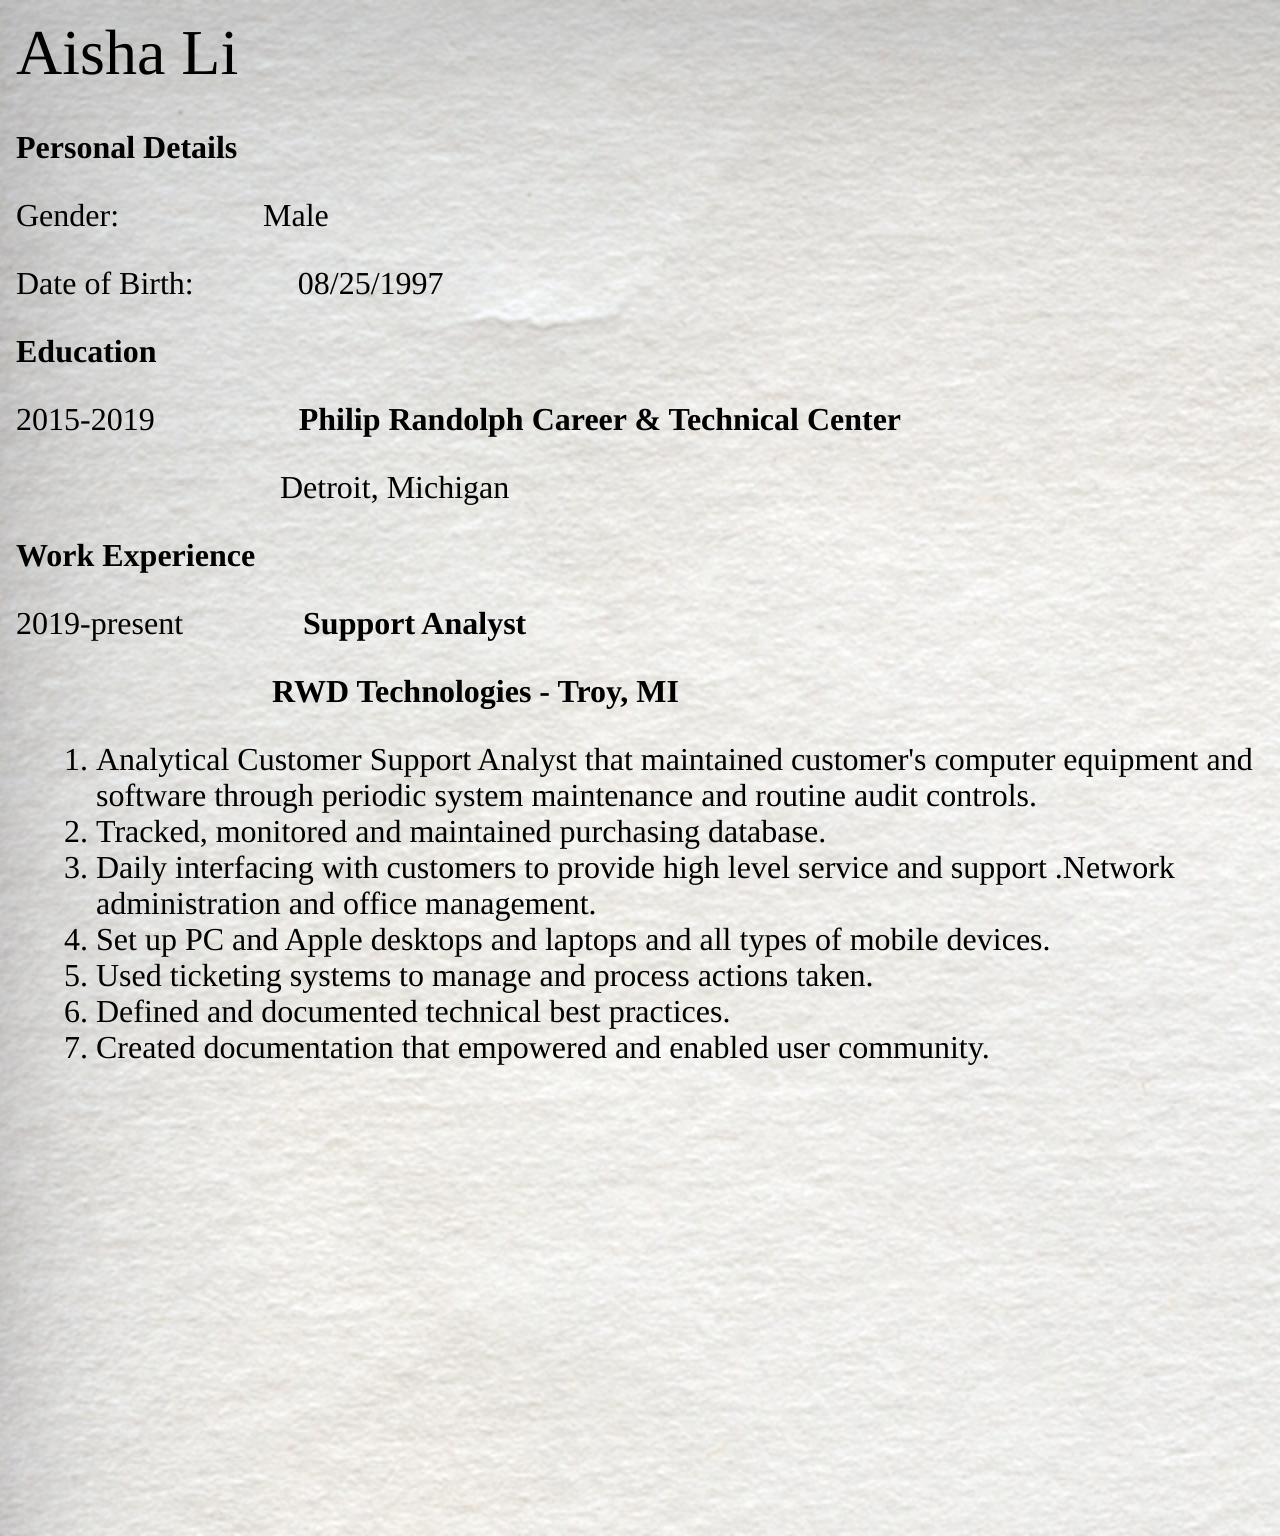 Aisha Li
Personal Details
Gender: Male
Date of Birth: 08/25/1997
Education
2015-2019 Philip Randolph Career & Technical Center
Detroit, Michigan
Work Experience
2019-present Support Analyst
RWD Technologies - Troy, MI
1. Analytical Customer Support Analyst that maintained customer's computer equipment and
software through periodic system maintenance and routine audit controls.
2. Tracked, monitored and maintained purchasing database.
3. Daily interfacing with customers to provide high level service and support .Network
administration and office management.
4. Set up PC and Apple desktops and laptops and all types of mobile devices.
5. Used ticketing systems to manage and process actions taken.
6. Defined and documented technical best practices.
7. Created documentation that empowered and enabled user community.